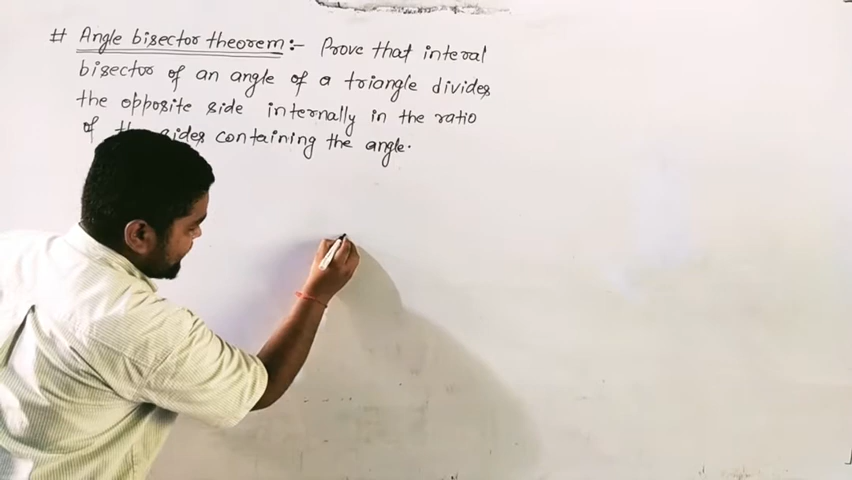 # Angle bisector theorem :- Prove that interal
bisector of an angle of a triangle divides
the opposite side internally in the ratio
of the sides containing the angle.